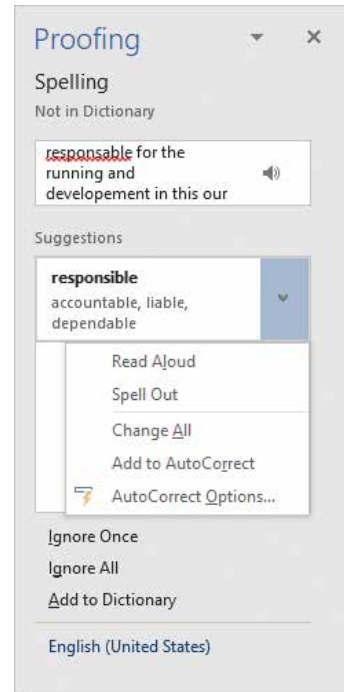 Proofing
Spelling
Not in Dictionary
responsable for the
running and
developement in this our
Suggestions
responsible
accountable, liable,
dependable
Read Aloud
Spell Out
Change All
Add to AutoCorrect
AutoCorrect Options...
Ignore Once
Ignore All
Add to Dictionary
English (United States)